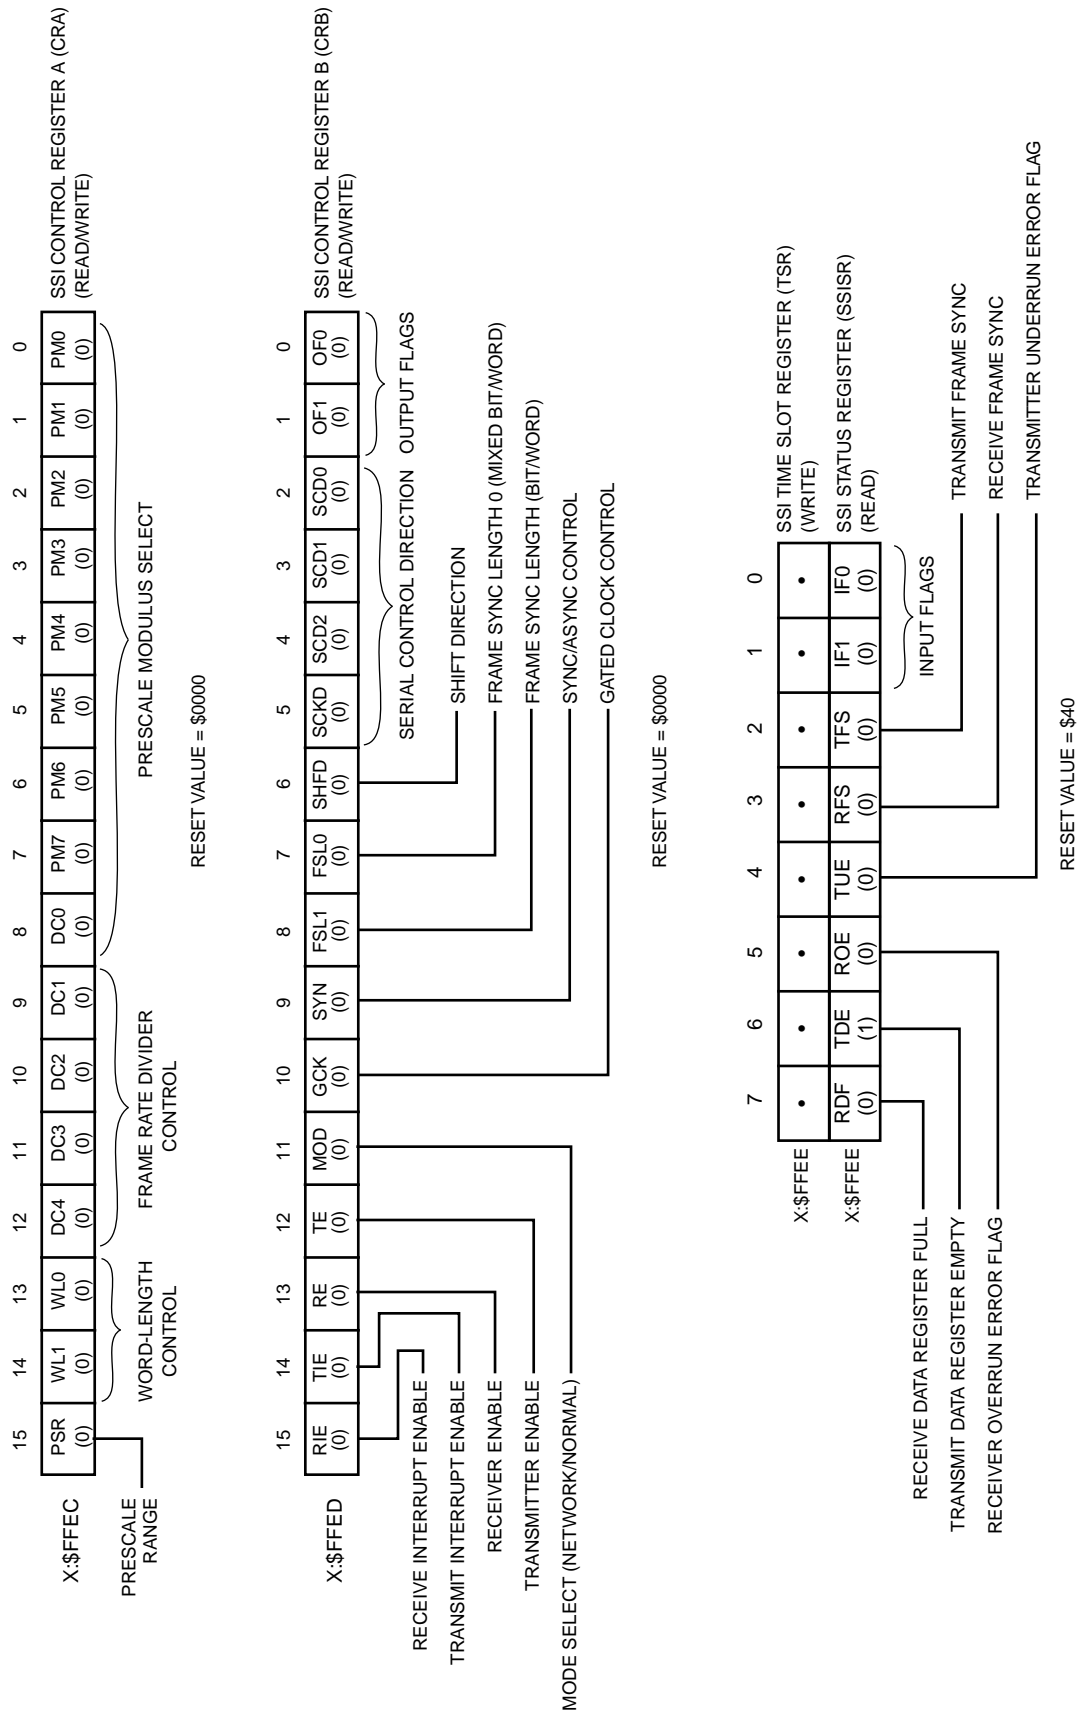 15 14 13 12 11 10 9 8 7 6 5 4 3 2 1 0
X:$FFEC PSR WL1 WL0 DC4 DC3 DC2 DC1 DC0 PM7 PM6 PM5 PM4 PM3 PM2 PM1 PM0 SSI CONTROL REGISTER A (CRA)
(0) (0) (0) (0) (0) (0) (0) (0) (0) (0) (0) (0) (0) (0) (0) (0) (READ/WRITE)
PRESCALE
RANGE
WORD-LENGTH
CONTROL
FRAME RATE DIVIDER
CONTROL
PRESCALE MODULUS SELECT
RESET VALUE = $0000
15 14 13 12 11 10 9 8 7 6 5 4 3 2 1 0
X:$FFED RIE TIE RE TE MOD GCK SYN FSL1 FSL0 SHFD SCKD SCD2 SCD1 SCD0 OF1 OF0 SSI CONTROL REGISTER B (CRB)
(0) (0) (0) (0) (0) (0) (0) (0) (0) (0) (0) (0) (0) (0) (0) (0) (READ/WRITE)
SERIAL CONTROL DIRECTION OUTPUT FLAGS
RECEIVE INTERRUPT ENABLE
TRANSMIT INTERRUPT ENABLE
RECEIVER ENABLE
TRANSMITTER ENABLE
MODE SELECT (NETWORK/NORMAL)
SHIFT DIRECTION
FRAME SYNC LENGTH 0 (MIXED BIT/WORD)
FRAME SYNC LENGTH (BIT/WORD)
SYNC/ASYNC CONTROL
GATED CLOCK CONTROL
RESET VALUE = $0000
7 6 5 4 3 2 1 0
X:$FFEE • • • • • • • • SSI TIME SLOT REGISTER (TSR)
(WRITE)
X:$FFEE RDF TDE ROE TUE RFS TFS IF1 IF0 SSI STATUS REGISTER (SSISR)
(0) (1) (0) (0) (0) (0) (0) (0) (READ)
INPUT FLAGS
RECEIVE DATA REGISTER FULL
TRANSMIT DATA REGISTER EMPTY
RECEIVER OVERRUN ERROR FLAG
TRANSMIT FRAME SYNC
RECEIVE FRAME SYNC
TRANSMITTER UNDERRUN ERROR FLAG
RESET VALUE = $40